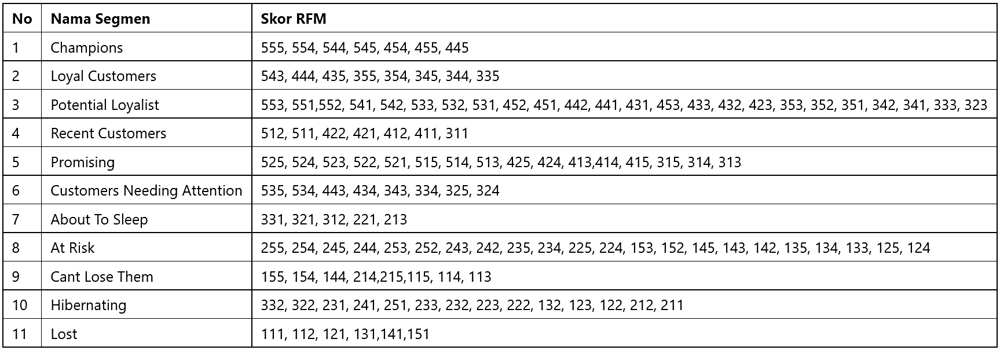 No Nama Segmen Skor RFM
1 Champions 555, 554, 544, 545, 454, 455, 445
2 Loyal Customers 543, 444, 435, 355, 354, 345, 344, 335
3 Potential Loyalist 553, 551,552, 541, 542, 533, 532, 531, 452, 451, 442, 441, 431, 453, 433, 432, 423, 353, 352, 351, 342, 341, 333, 323
4 Recent Customers 512, 511, 422, 421, 412, 411, 311
5 Promising 525, 524, 523, 522, 521, 515, 514, 513, 425, 424, 413,414, 415, 315, 314, 313
6 Customers Needing Attention 535, 534, 443, 434, 343, 334, 325, 324
7 About To Sleep 331, 321, 312, 221, 213
8 At Risk 255, 254, 245, 244, 253, 252, 243, 242, 235, 234, 225, 224, 153, 152, 145, 143, 142, 135, 134, 133, 125, 124
9 Cant Lose Them 155, 154, 144, 214,215,115, 114, 113
10 Hibernating 332, 322, 231, 241, 251, 233, 232, 223, 222, 132, 123, 122, 212, 211
11 Lost 111, 112, 121, 131,141,151